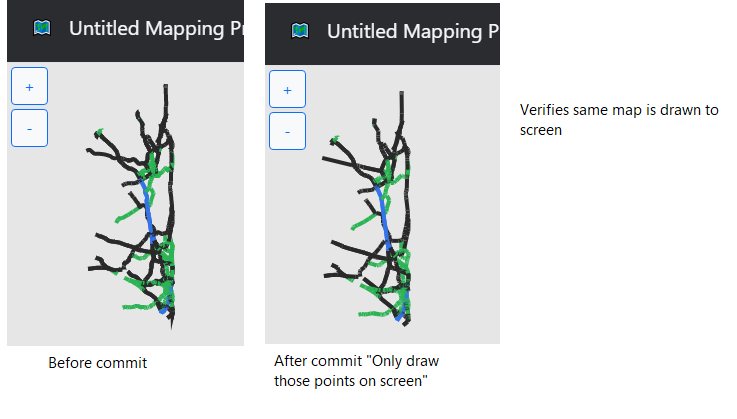 Untitled Mapping Pr
Untitled Mapping P
+
-
+
-
Verifies same map is drawn to
screen
Before commit
After commit "Only draw
those points on screen"